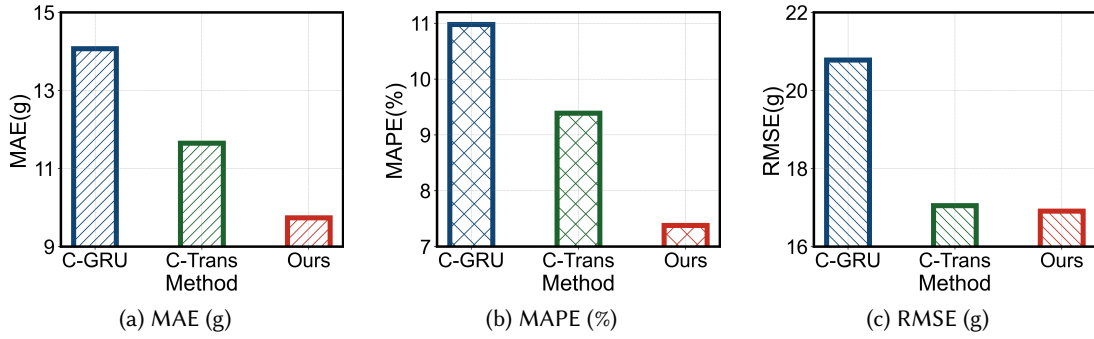 15
13
11
9
MAE(g)
C-GRU C-Trans Ours
Method
(a) MAE (g)
11
10
9
8
7
MAPE(%)
C-GRU C-Trans Ours
Method
(b) MAPE (%)
22
20
18
16
RMSE(g)
C-GRU C-Trans Ours
Method
(c) RMSE (g)